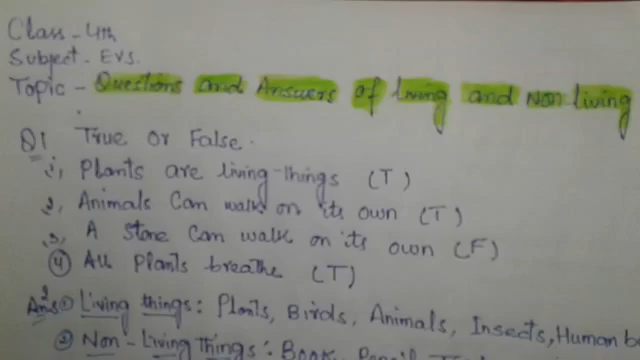 Class - 4th
Subject - EVS.
Topic - Questions and Answers of living and Non living
Q1 True or False.
1, Plants are living-things (T)
2, Animals Can walk on its own (T)
3, A stone Can walk on its own (F)
4 All Plants breathe (T)
Ans 2 1 Living things: Plants, Birds, Animals, Insects, Human b
2 Non-Living things: Book, Pencil,